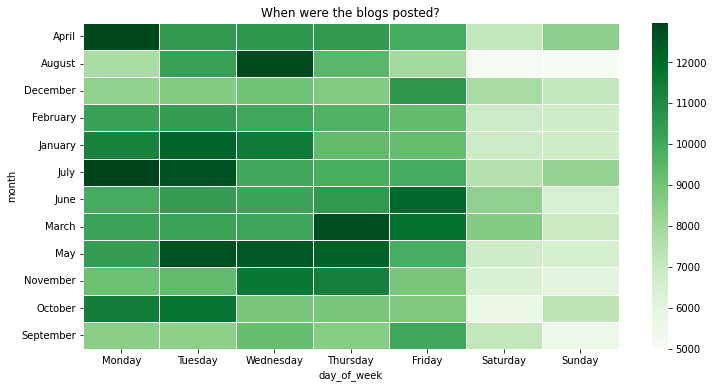 When were the blogs posted?
month
April
August
December
February
January
July
June
March
May
November
October
September
Monday Tuesday Wednesday Thursday Friday Saturday Sunday
day_of_week
12000
11000
10000
9000
8000
7000
6000
5000